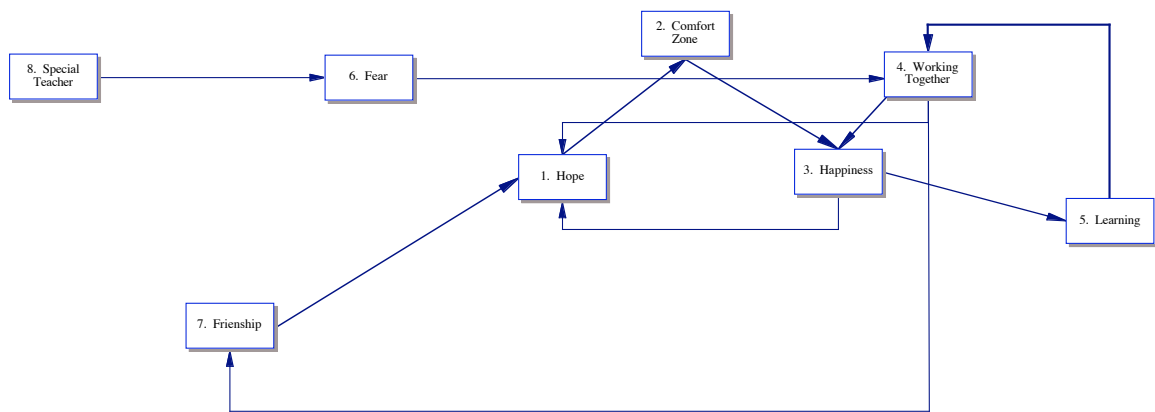 2. Comfort
Zone
8. Special
Teacher
6. Fear
4. Working
Together
1. Hope
3. Happiness
5. Learning
7. Frienship